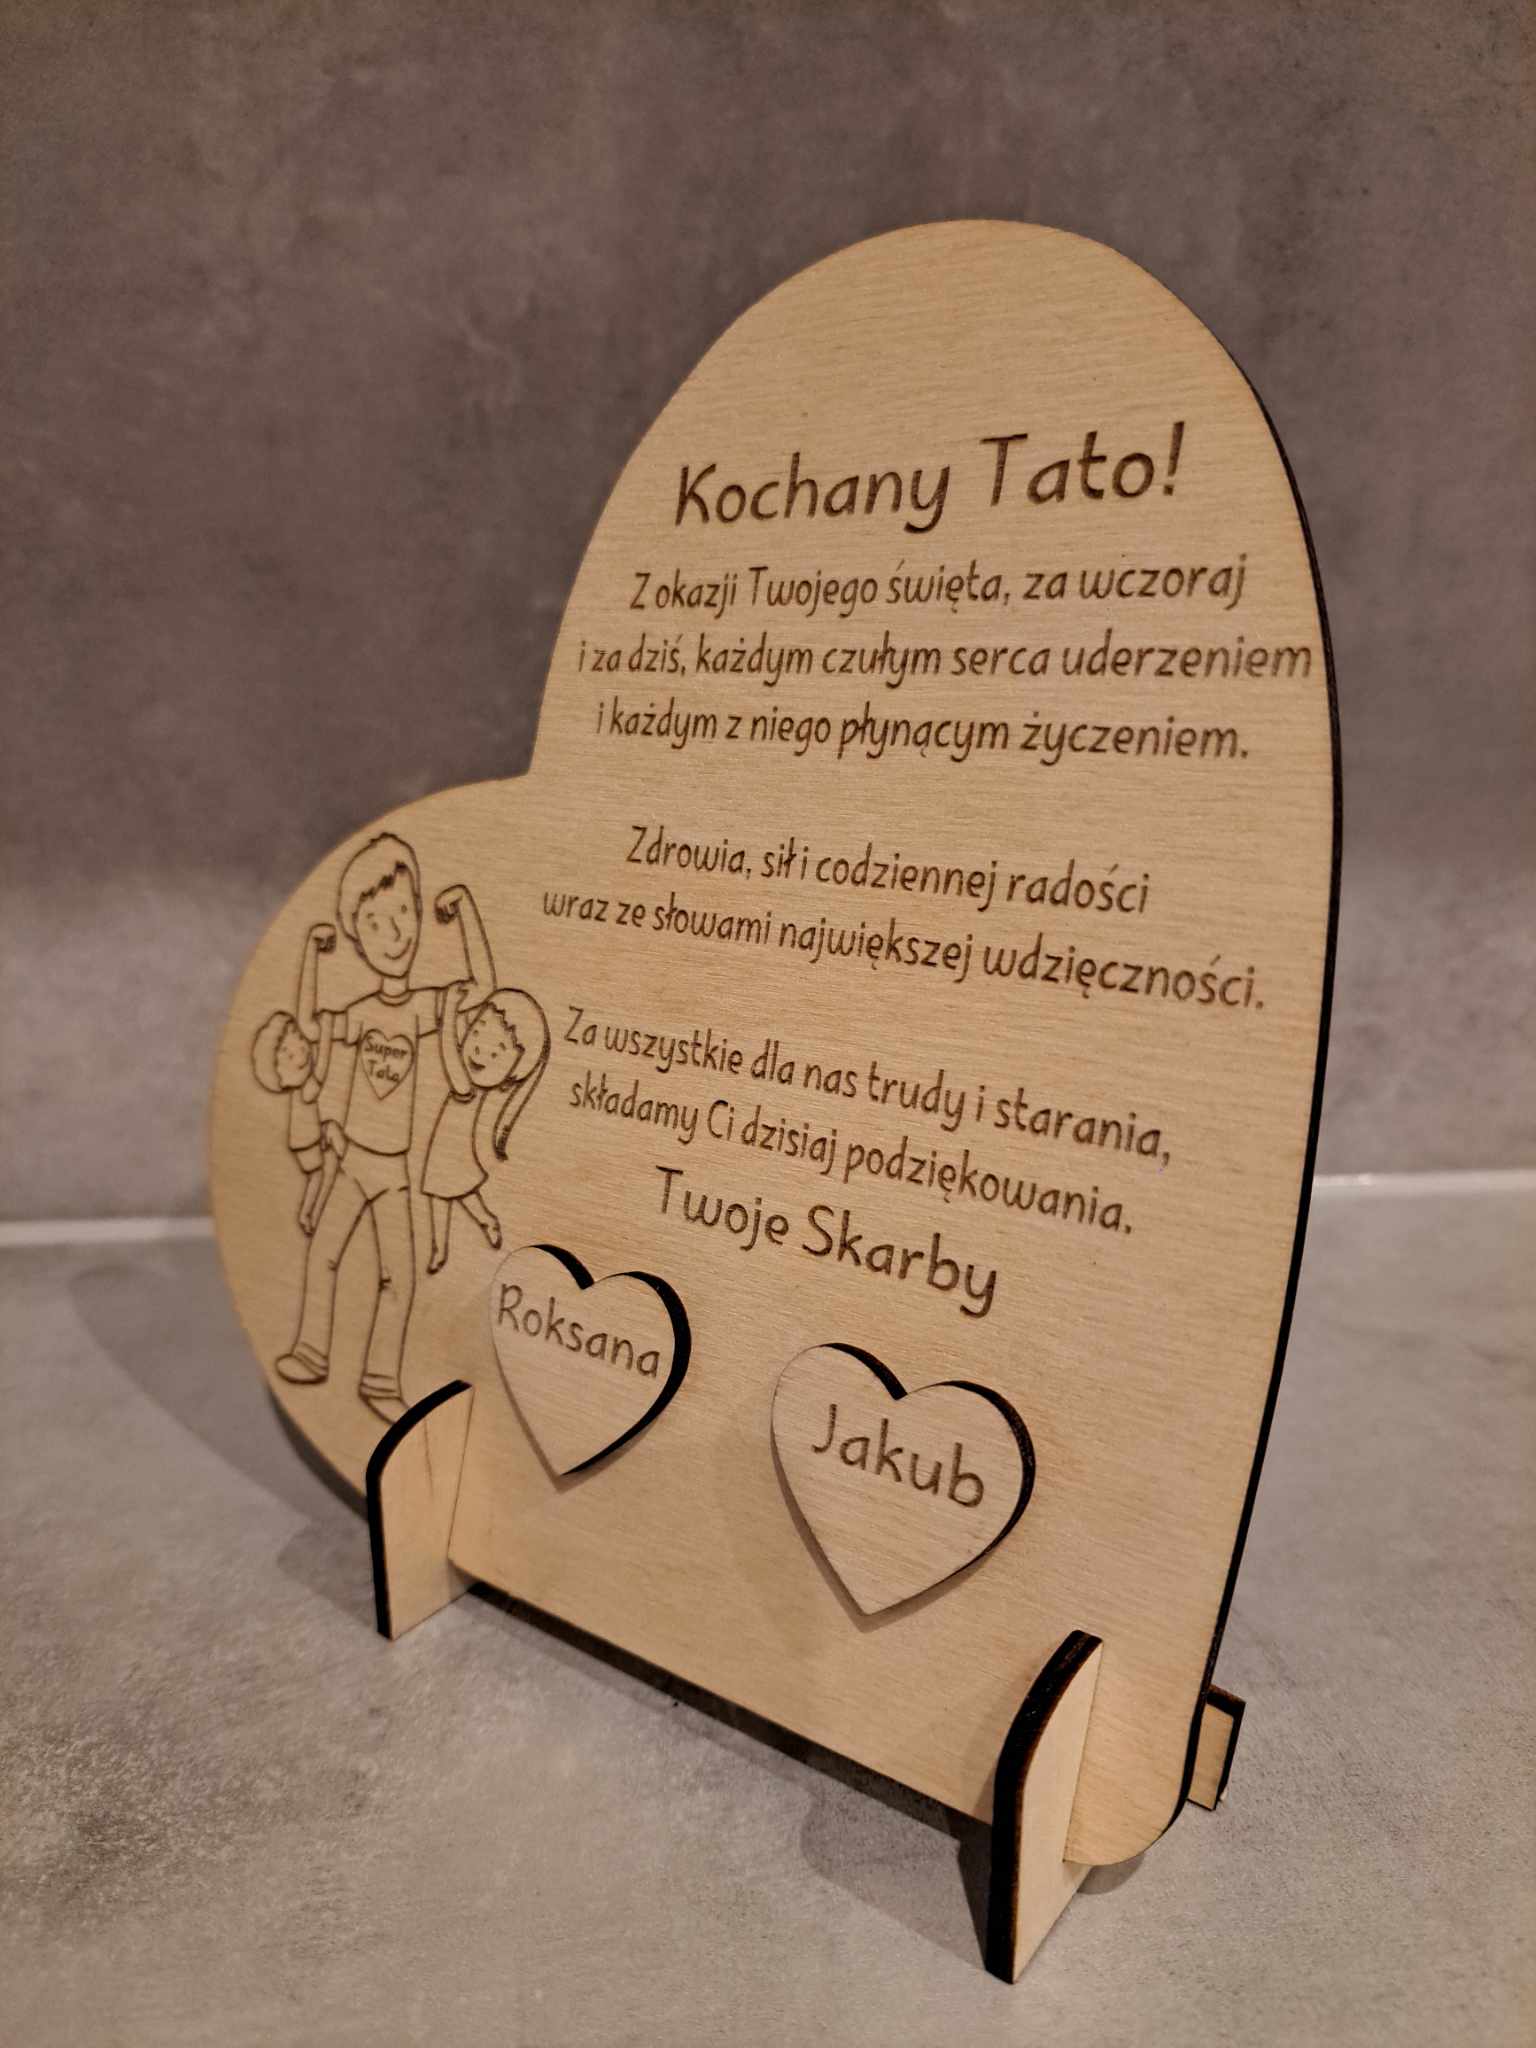 Kochany Tato!
Z okazji Twojego święta, za wczoraj
i za dziś, każdym czułym serca uderzeniem
i każdym z niego płynącym życzeniem.
Zdrowia, sił i codziennej radości
wraz ze słowami największej wdzięczności.
Za wszystkie dla nas trudy i starania,
składamy Ci dzisiaj podziękowania.
Twoje Skarby
Super
Tata
Roksana
Jakub